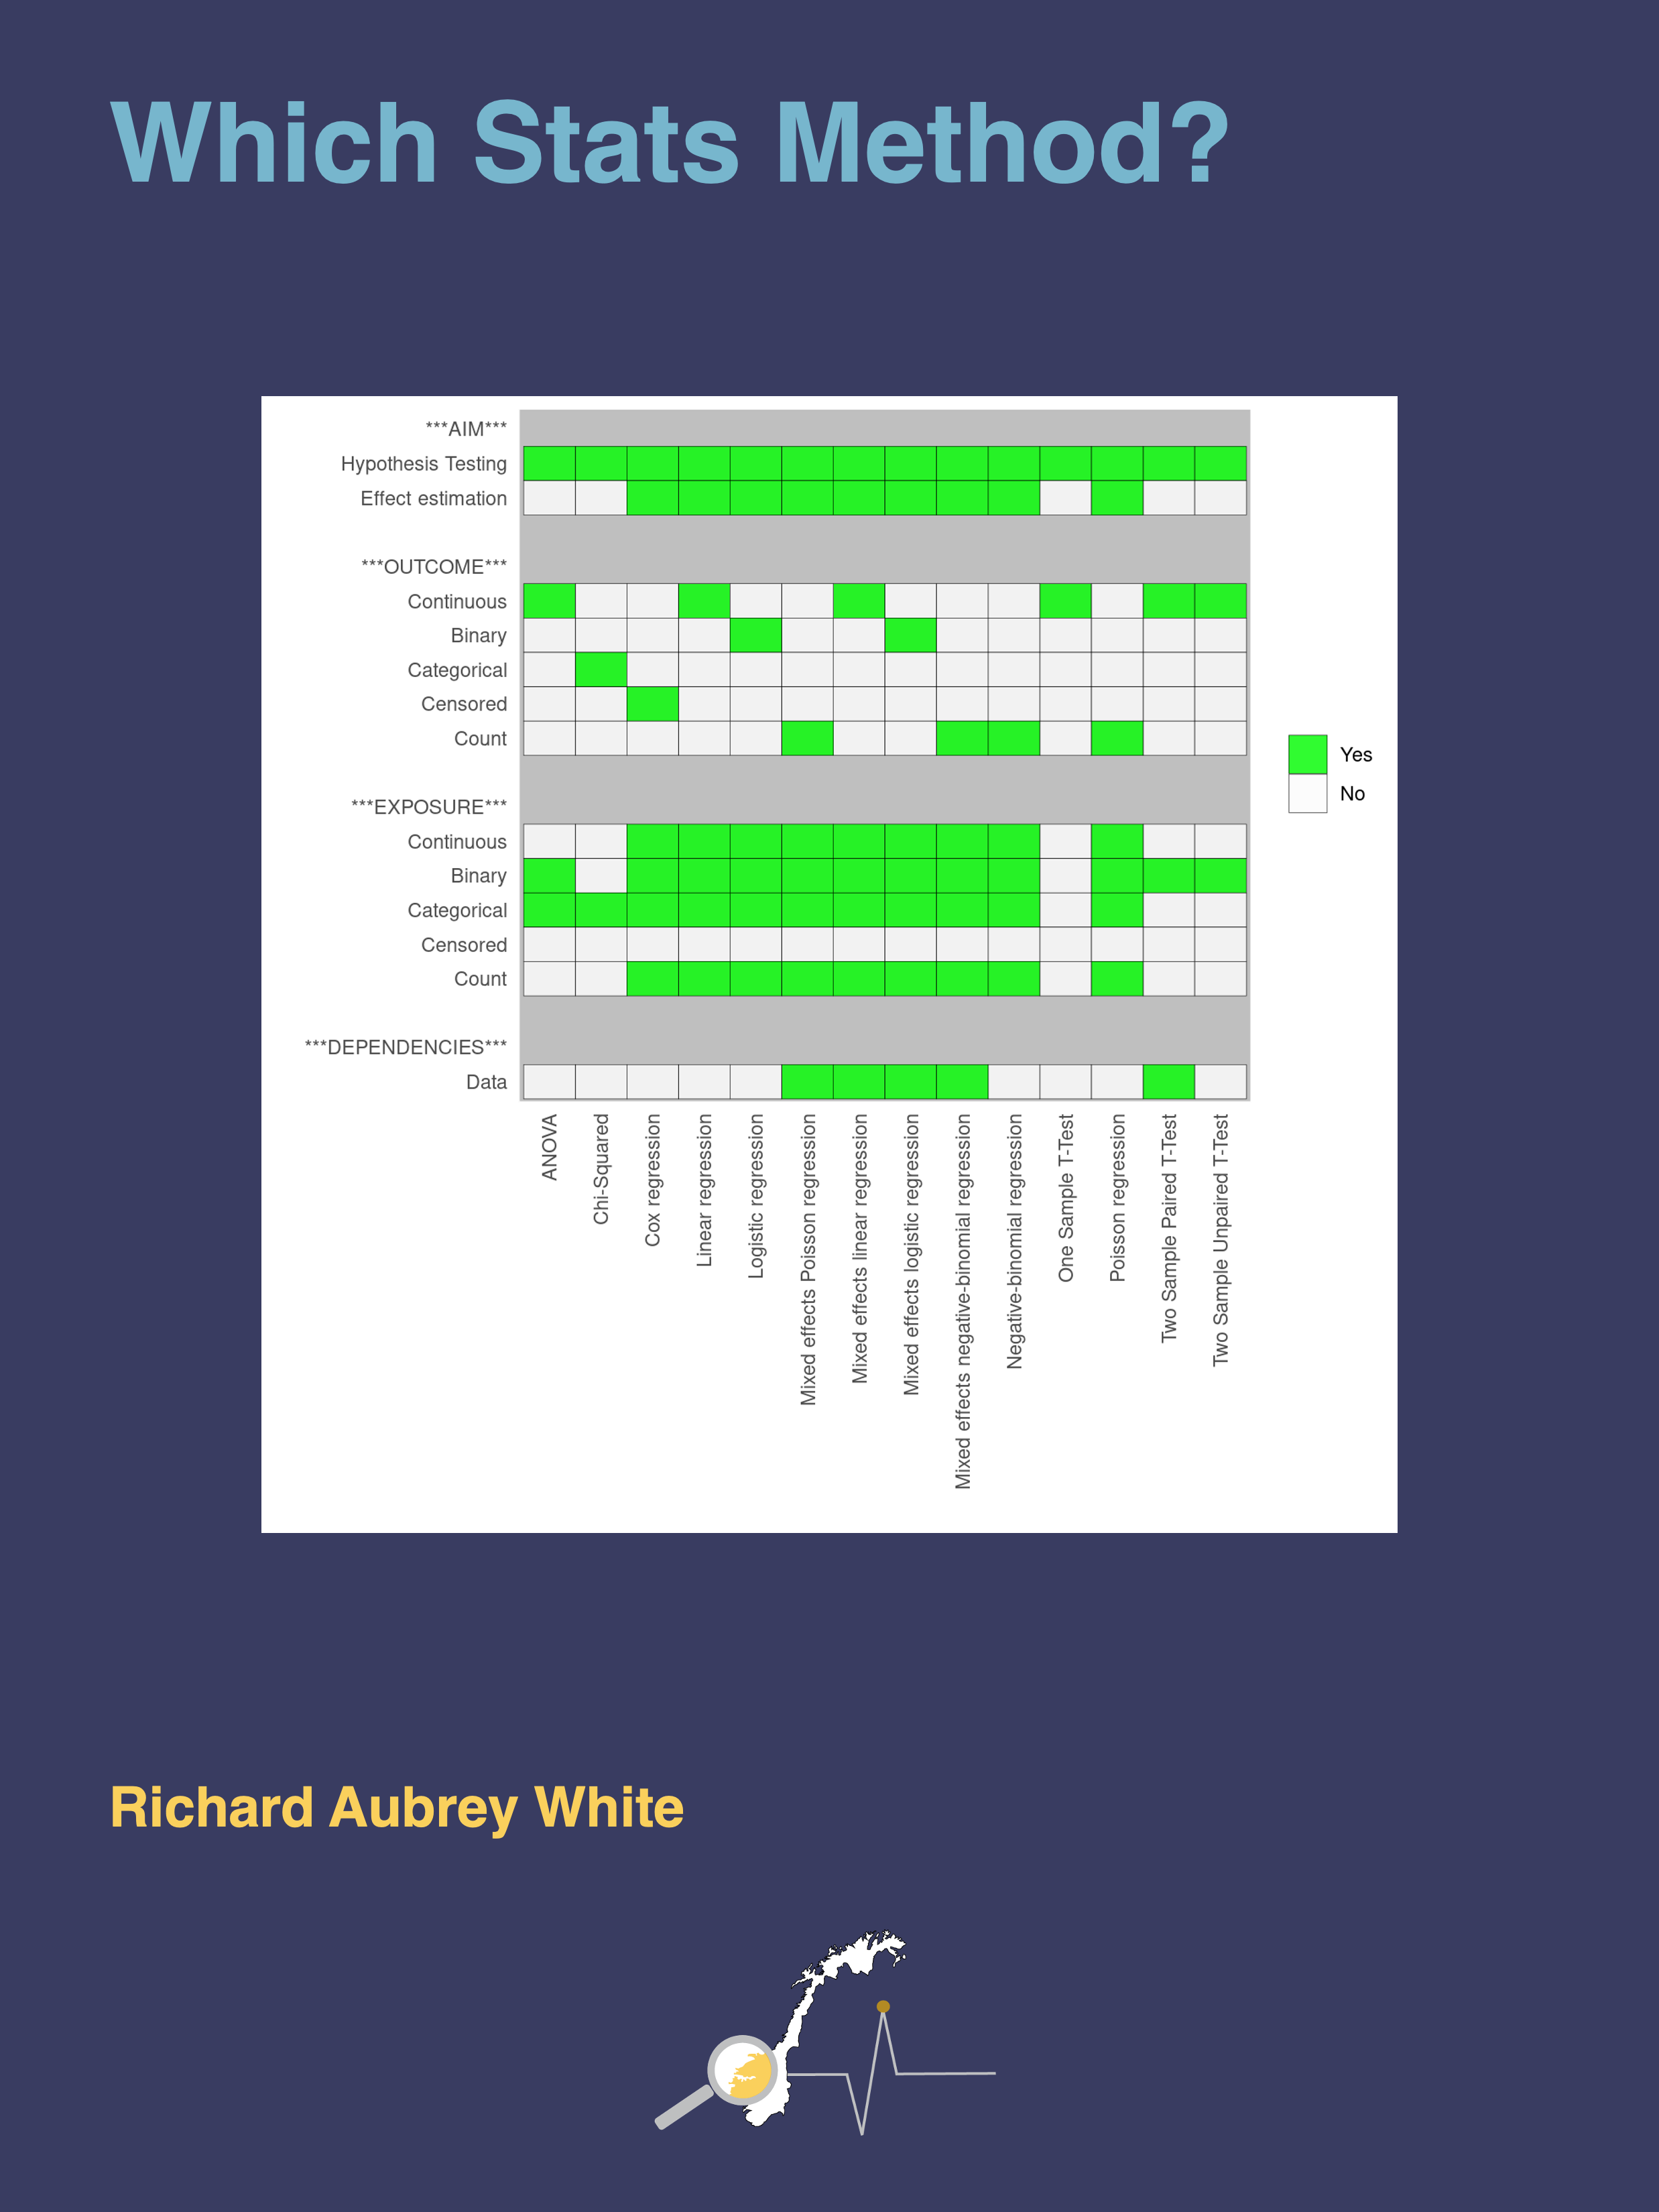 Which Stats Method?
***AIM***
Hypothesis Testing
Effect estimation
***OUTCOME***
Continuous
Binary
Categorical
Censored
Count
***EXPOSURE***
Continuous
Binary
Categorical
Censored
Count
***DEPENDENCIES***
Data
Yes
No
ANOVA
Chi-Squared
Cox regression
Linear regression
Logistic regression
Mixed effects Poisson regression
Mixed effects linear regression
Mixed effects logistic regression
Mixed effects negative-binomial regression
Negative-binomial regression
One Sample T-Test
Poisson regression
Two Sample Paired T-Test
Two Sample Unpaired T-Test
Richard Aubrey White